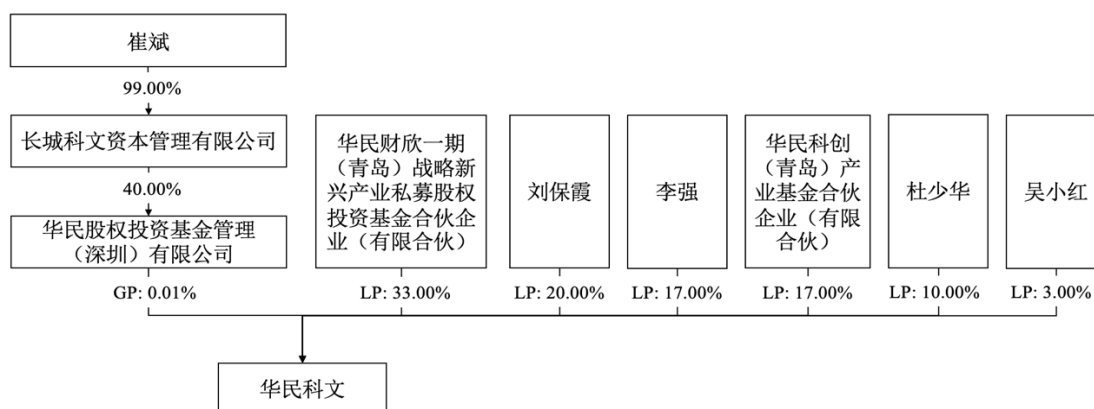 崔斌
99.00%
长城科文资本管理有限公司
40.00%
华民股权投资基金管理
（深圳）有限公司
GP: 0.01%
华民财欣一期
（青岛）战略新
兴产业私募股权
投资基金合伙企
业（有限合伙）
LP: 33.00%
刘保霞
LP: 20.00%
李强
LP: 17.00%
华民科创
（青岛）产
业基金合伙
企业（有限
合伙）
LP: 17.00%
杜少华
LP: 10.00%
吴小红
LP: 3.00%
华民科文